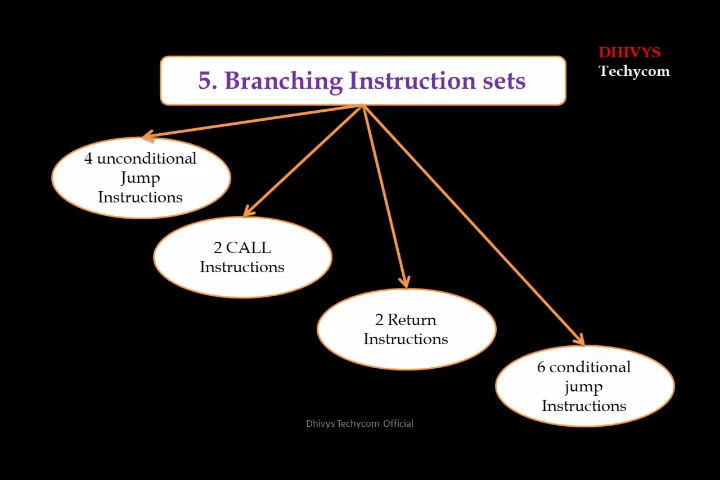 DHIVYS
Techycom
5. Branching Instruction sets
4 unconditional
Jump
Instructions
2 CALL
Instructions
2 Return
Instructions
6 conditional
jump
Instructions
Dhivys Techycom Official